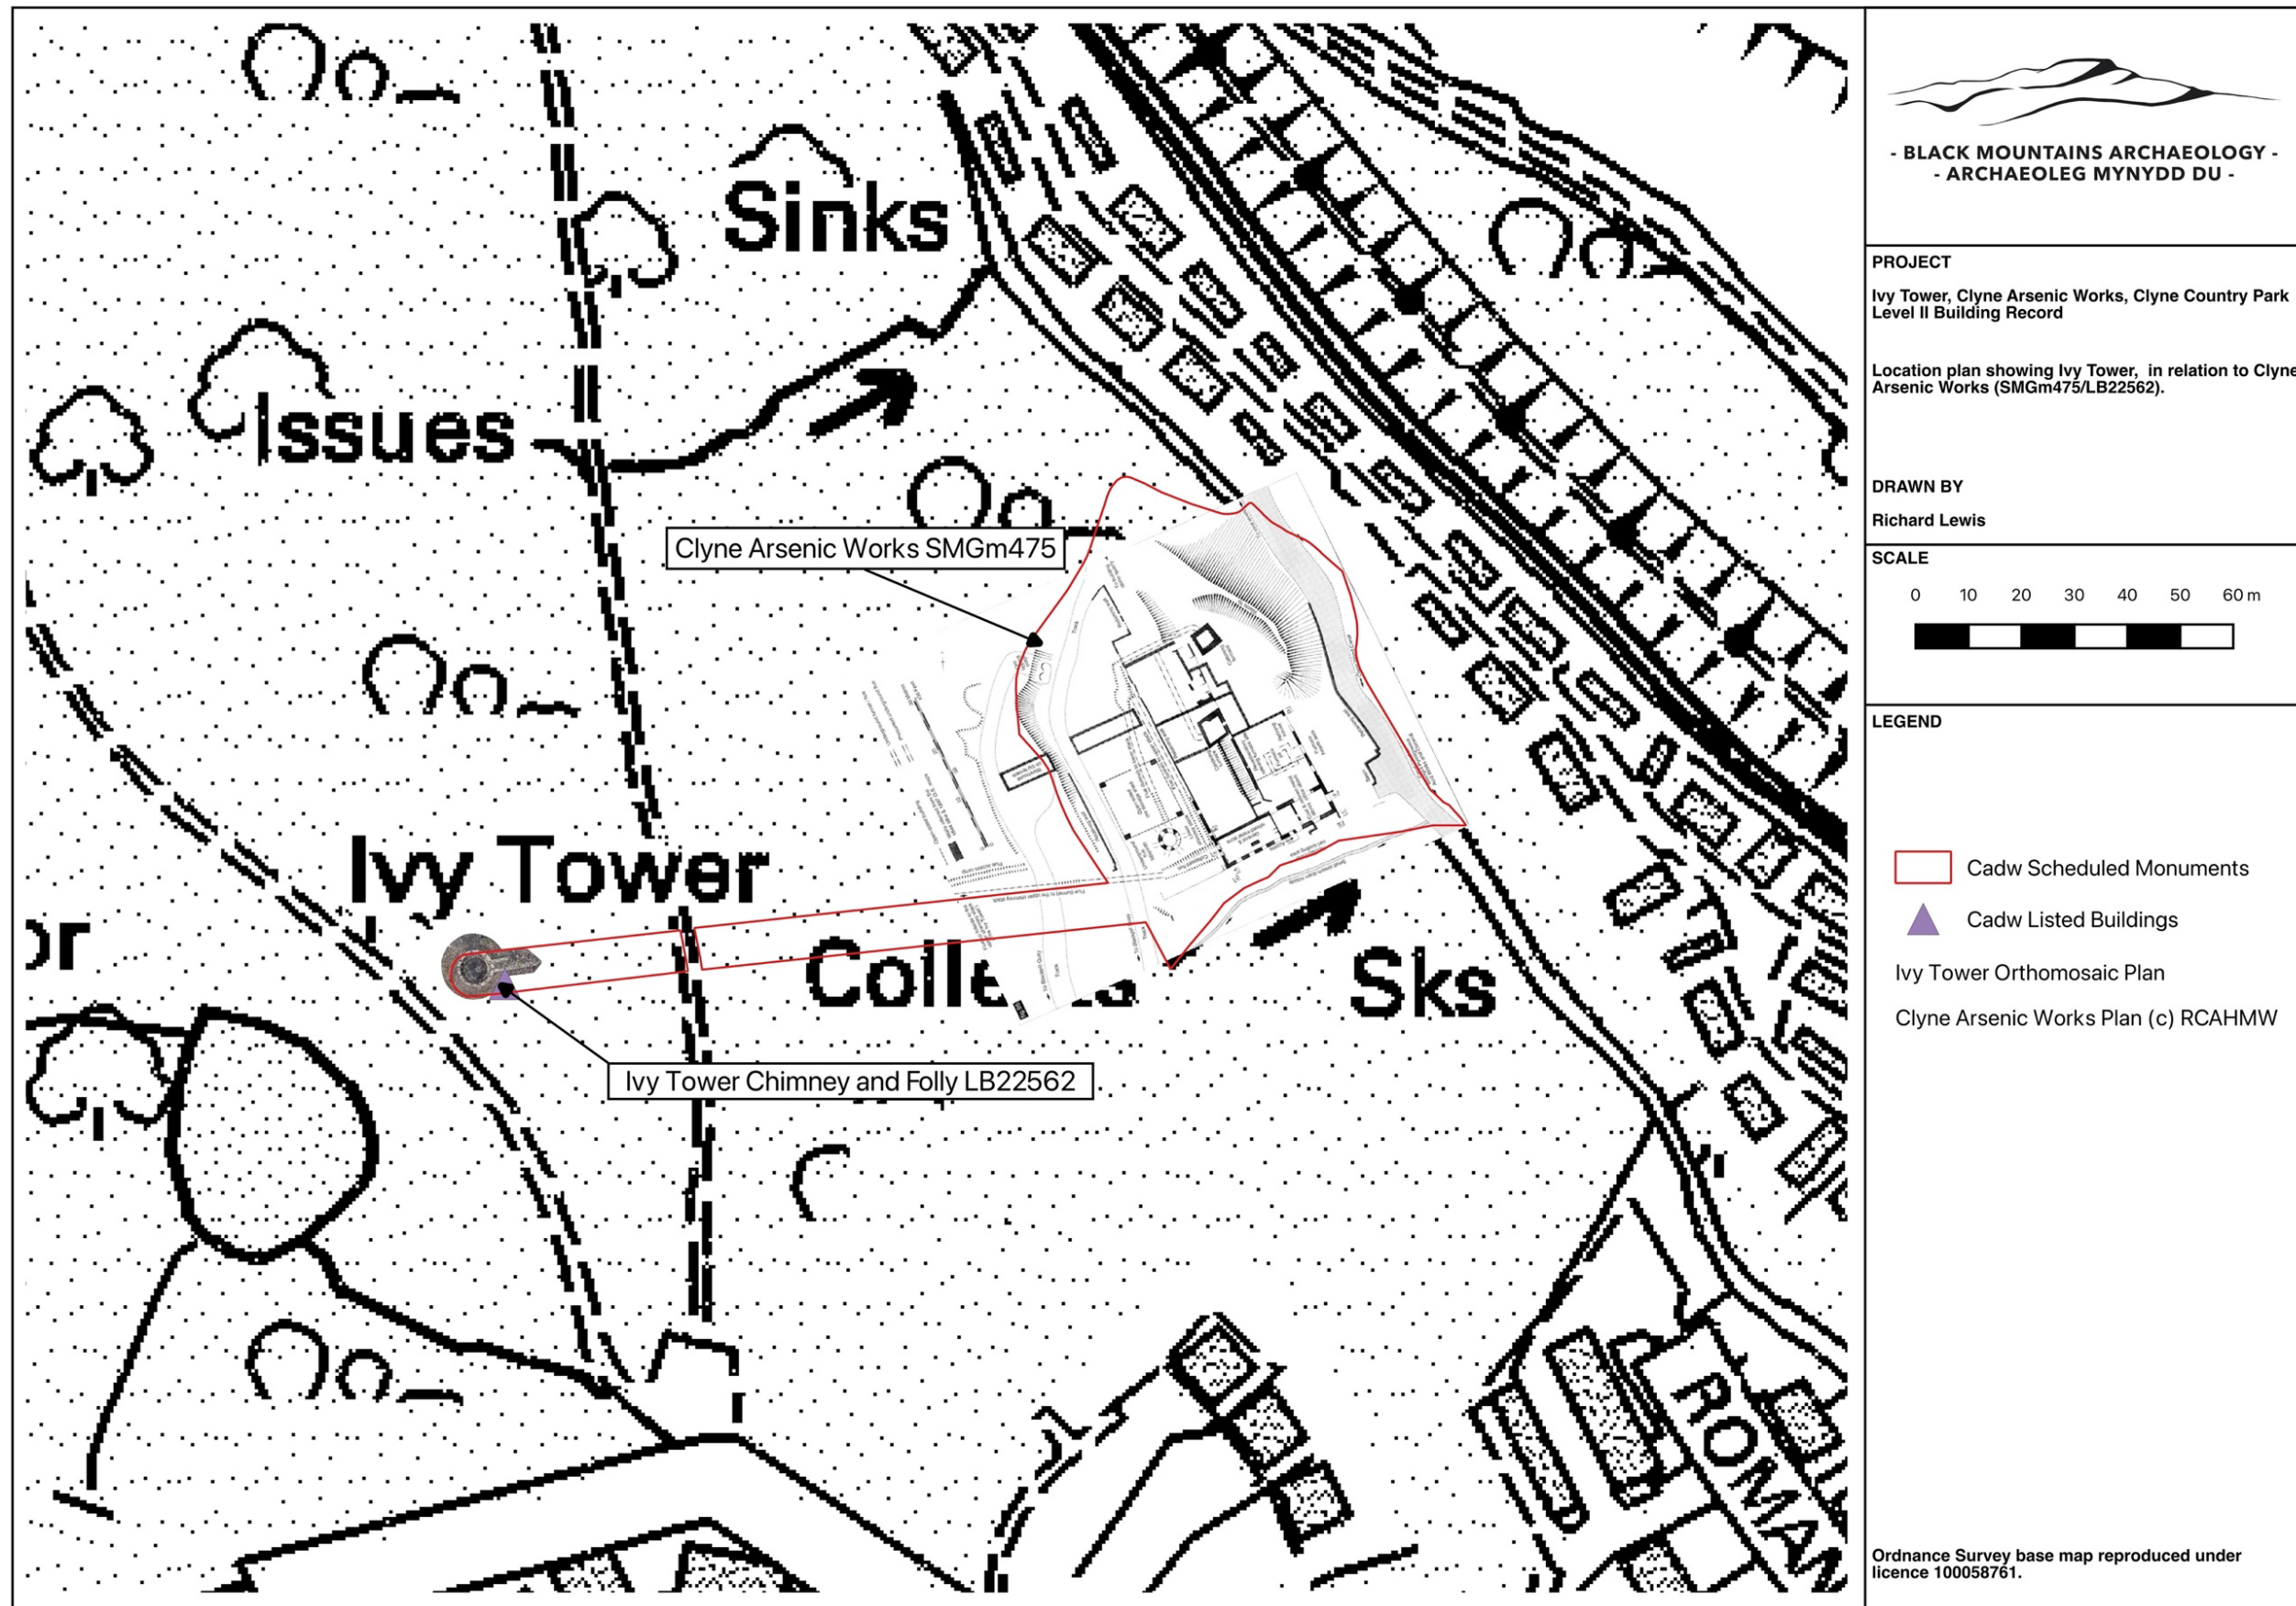 Sinks
Issues
Clyne Arsenic Works SMGm475
Ivy Tower
or
Sks
Ivy Tower Chimney and Folly LB22562
ROMAN
- BLACK MOUNTAINS ARCHAEOLOGY -
- ARCHAEOLEG MYNYDD DU -
PROJECT
Ivy Tower, Clyne Arsenic Works, Clyne Country Park
Level II Building Record
Location plan showing Ivy Tower, in relation to Clyne
Arsenic Works (SMGm475/LB22562).
DRAWN BY
Richard Lewis
SCALE
0 10 20 30 40 50 60 m
LEGEND
Cadw Scheduled Monuments
Cadw Listed Buildings
Ivy Tower Orthomosaic Plan
Clyne Arsenic Works Plan (c) RCAHMW
Ordnance Survey base map reproduced under
licence 100058761.